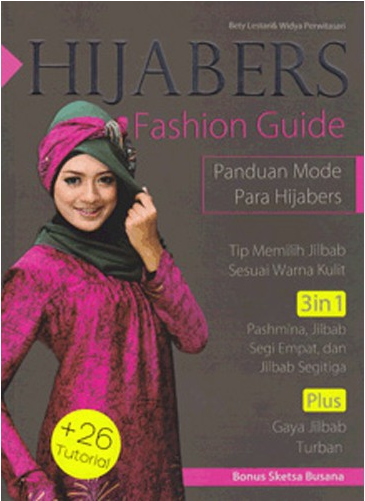 Bety Lestari& Widya Perwitasari
HIJABERS
Fashion Guide
Panduan Mode
Para Hijabers
Tip Memilih Jilbab
Sesuai Warna Kulit
3in1
Pashmina, Jilbab
Segi Empat, dan
Jilbab Segitiga
Plus
Gaya Jilbab
Turban
+26
Tutorial
Bonus Sketsa Busana